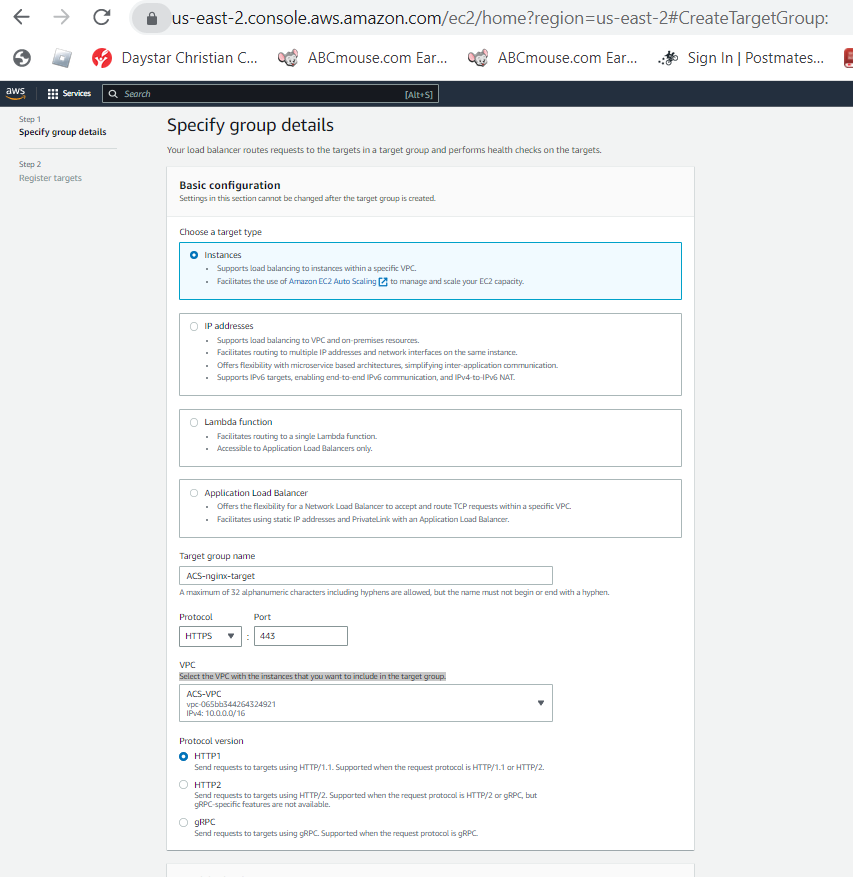 us-east-2.console.aws.amazon.com/ec2/home?region=us-east-2#CreateTargetGroup:
Daystar Christian C... ABCmouse.com Ear... ABCmouse.com Ear... Sign In | Postmates...
aws Services Search [Alt+S]
Step 1
Specify group details
Step 2
Register targets
Specify group details
Your load balancer routes requests to the targets in a target group and performs health checks on the targets.
Basic configuration
Settings in this section cannot be changed after the target group is created.
Choose a target type
Instances
• Supports load balancing to instances within a specific VPC.
• Facilitates the use of Amazon EC2 Auto Scaling to manage and scale your EC2 capacity.
IP addresses
• Supports load balancing to VPC and on-premises resources.
• Facilitates routing to multiple IP addresses and network interfaces on the same instance.
• Offers flexibility with microservice based architectures, simplifying inter-application communication.
• Supports IPv6 targets, enabling end-to-end IPv6 communication, and IPv4-to-IPv6 NAT.
Lambda function
• Facilitates routing to a single Lambda function.
• Accessible to Application Load Balancers only.
Application Load Balancer
• Offers the flexibility for a Network Load Balancer to accept and route TCP requests within a specific VPC.
• Facilitates using static IP addresses and PrivateLink with an Application Load Balancer.
Target group name
ACS-nginx-target
A maximum of 32 alphanumeric characters including hyphens are allowed, but the name must not begin or end with a hyphen.
Protocol Port
HTTPS : 443
VPC
Select the VPC with the instances that you want to include in the target group.
ACS-VPC
vpc-065bb344264324921
IPv4: 10.0.0.0/16
Protocol version
HTTP1
Send requests to targets using HTTP/1.1. Supported when the request protocol is HTTP/1.1 or HTTP/2.
HTTP2
Send requests to targets using HTTP/2. Supported when the request protocol is HTTP/2 or gRPC, but
gRPC-specific features are not available.
gRPC
Send requests to targets using gRPC. Supported when the request protocol is gRPC.